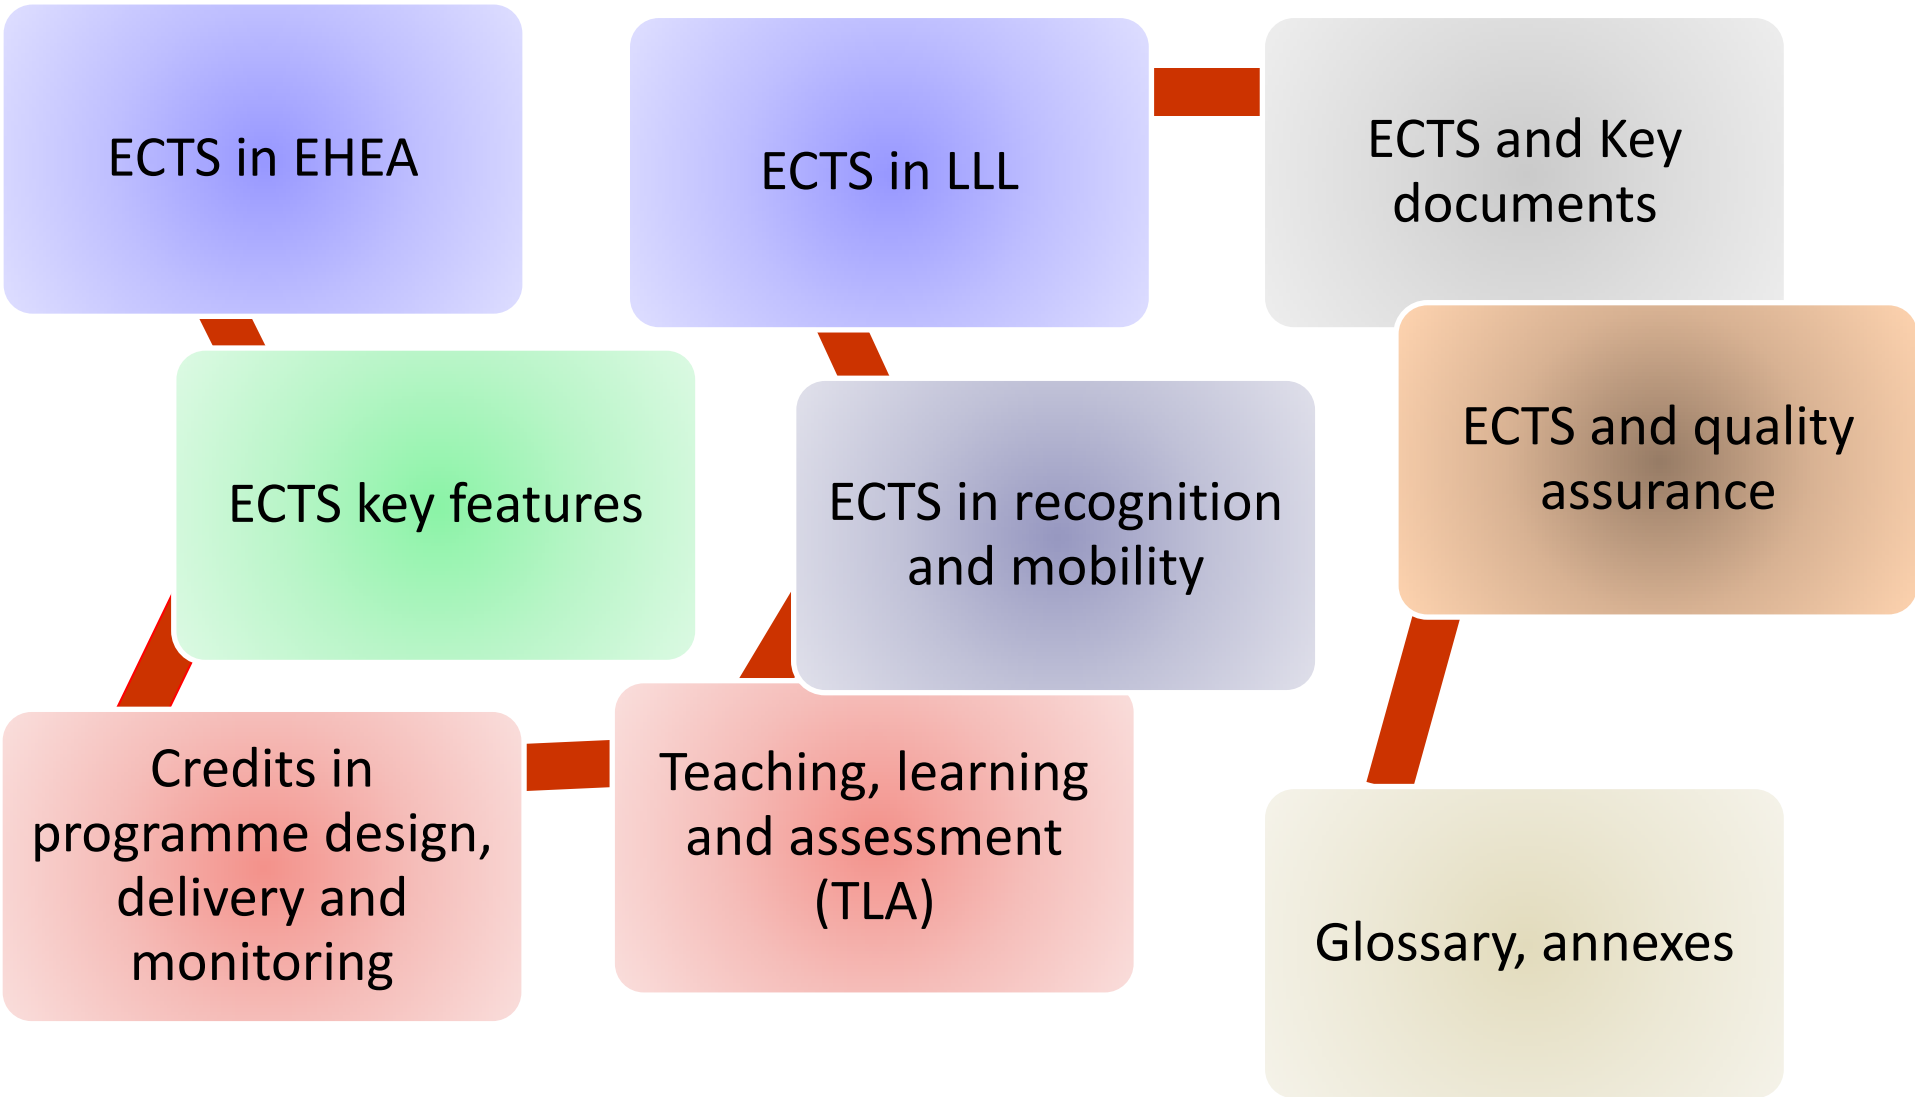 ECTS in EHEA
ECTS key features
Credits in
programme design,
delivery and
monitoring
Teaching, learning
and assessment
(TLA)
ECTS in recognition
and mobility
ECTS in LLL
ECTS and Key
documents
ECTS and quality
assurance
Glossary, annexes